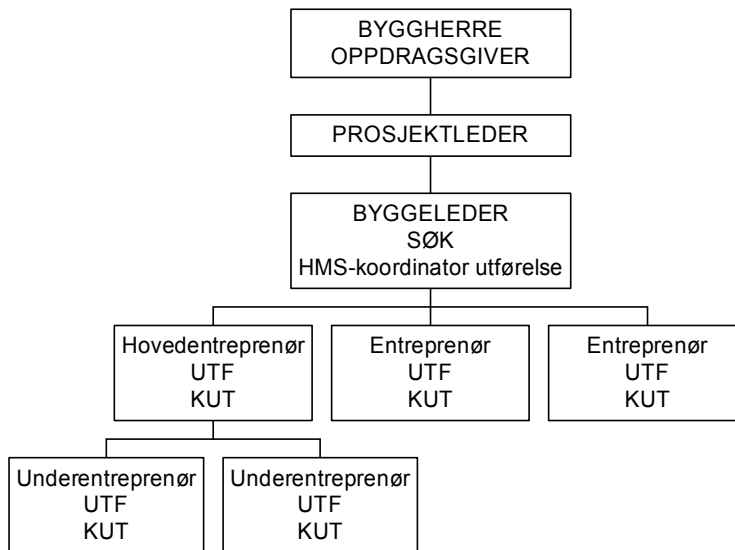 BYGGHERRE
OPPDRAGSGIVER
PROSJEKTLEDER
BYGGELEDER
SØK
HMS-koordinator utførelse
Hovedentreprenør
UTF
KUT
Entreprenør
UTF
KUT
Entreprenør
UTF
KUT
Underentreprenør
UTF
KUT
Underentreprenør
UTF
KUT